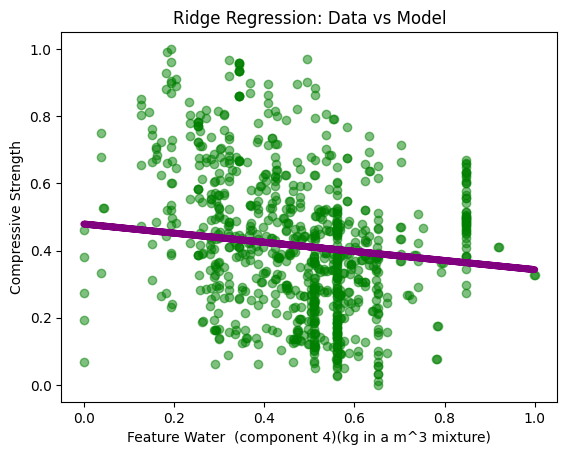 Ridge Regression: Data vs Model
Compressive Strength
1.0
0.8
0.6
0.4
0.2
0.0
0.0 0.2 0.4 0.6 0.8 1.0
Feature Water  (component 4)(kg in a m^3 mixture)